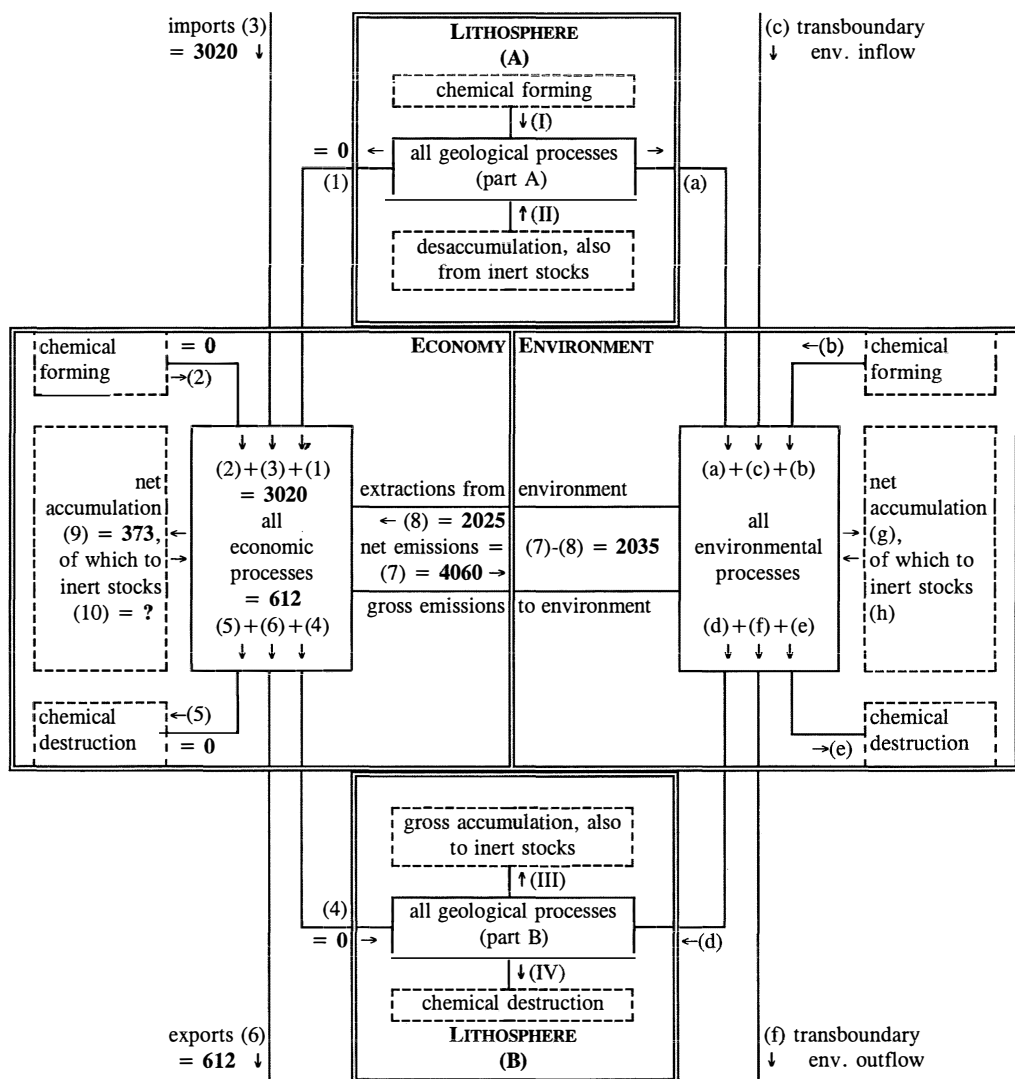 imports (3)
= 3020 ↓
LITHOSPHERE
(A)
(c) transboundary
↓ env. inflow
chemical forming
↓(I)
= 0 ←
all geological processes
(part A)
→
(1)
(a)
↑(II)
desaccumulation, also
from inert stocks
chemical
forming
= 0
→(2)
ECONOMY
ENVIRONMENT
←(b)
chemical
forming
net
accumulation
(9) = 373,
of which to
inert stocks
(10) = ?
←
→
↓ ↓ ↓
(2)+(3)+(1)
= 3020
all
economic
processes
= 612
(5)+(6)+(4)
↓ ↓ ↓
extractions from environment
← (8) = 2025
net emissions = (7)-(8) = 2035
(7) = 4060 →
gross emissions to environment
↓ ↓ ↓
(a)+(c)+(b)
all
environmental
processes
(d)+(f)+(e)
↓ ↓ ↓
→
←
net
accumulation
(g),
of which to
inert stocks
(h)
chemical
destruction
←(5)
= 0
chemical
destruction
→(e)
gross accumulation, also
to inert stocks
↑(III)
(4)
= 0 →
all geological processes
(part B)
←(d)
↓(IV)
chemical destruction
LITHOSPHERE
(B)
exports (6)
= 612 ↓
(f) transboundary
↓ env. outflow